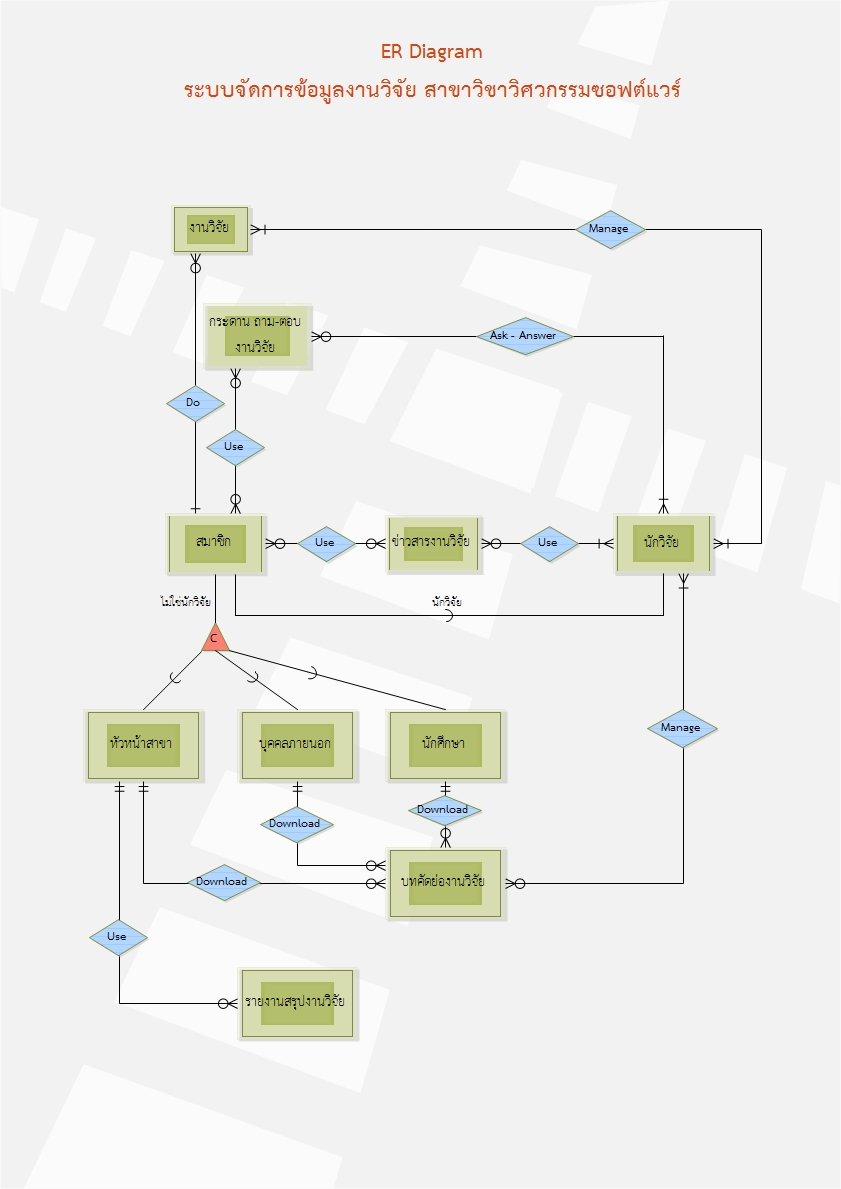 ER Diagram
ระบบจัดการข้อมูลงานวิจัย สาขาวิขาวิศวกรรมซอฟต์แวร์
งานวิจัย
Manage
กระดาน ถาม-ตอบ
งานวิจัย
Ask - Answer
Do
Use
สมาชิก
Use
ข่าวสารงานวิจัย
Use
นักวิจัย
ไม่ใช่นักวิจัย
นักวิจัย
C
หัวหน้าสาขา
บุคคลภายนอก
นักศึกษา
Manage
Download
Download
Download
บทคัดย่องานวิจัย
Use
รายงานสรุปงานวิจัย